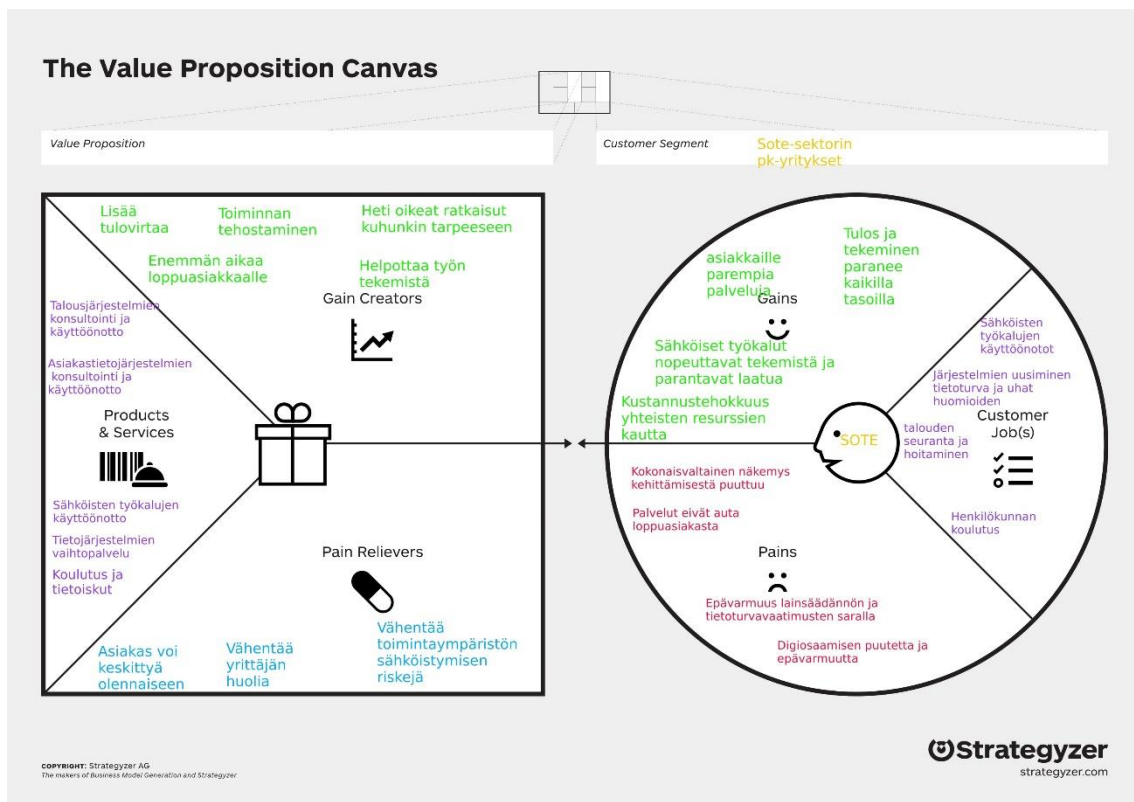 The Value Proposition Canvas
Value Proposition
Customer Segment
Sote-sektorin
pk-yritykset
Lisää
tulovirtaa
Toiminnan
tehostaminen
Heti oikeat ratkaisut
kuhunkin tarpeeseen
Enemmän aikaa
loppuasiakkaalle
Helpottaa työn
tekemistä
Gain Creators
Talousjärjestelmien
konsultointi ja
käyttöönotto
Asiakastietojärjestelmien
konsultointi ja
käyttöönotto
Products
& Services
Sähköisten työkalujen
käyttöönotto
Tietojärjestelmien
vaihtopalvelu
Koulutus ja
tietoiskut
Pain Relievers
Asiakas voi
keskittyä
olennaiseen
Vähentää
yrittäjän
huolia
Vähentää
toimintaympäristön
sähköistymisen
riskejä
asiakkaille
parempia
palveluja
Tulos ja
tekeminen
paranee
kaikilla
tasoilla
Gains
Sähköiset työkalut
nopeuttavat tekemistä ja
parantavat laatua
Kustannustehokkuus
yhteisten resurssien
kautta
Sähköisten
työkalujen
käyttöönotot
Järjestelmien uusiminen
tietoturva ja uhat
huomioiden
Customer
Job(s)
talouden
seuranta ja
hoitaminen
SOTE
Henkilökunnan
koulutus
Kokonaisvaltainen näkemys
kehittämisestä puuttuu
Palvelut eivät auta
loppuasiakasta
Pains
Epävarmuus lainsäädännön ja
tietoturvavaatimusten saralla
Digiosaamisen puutetta ja
epävarmuutta
COPYRIGHT: Strategyzer AG
The makers of Business Model Generation and Strategyzer
Strategyzer
strategyzer.com